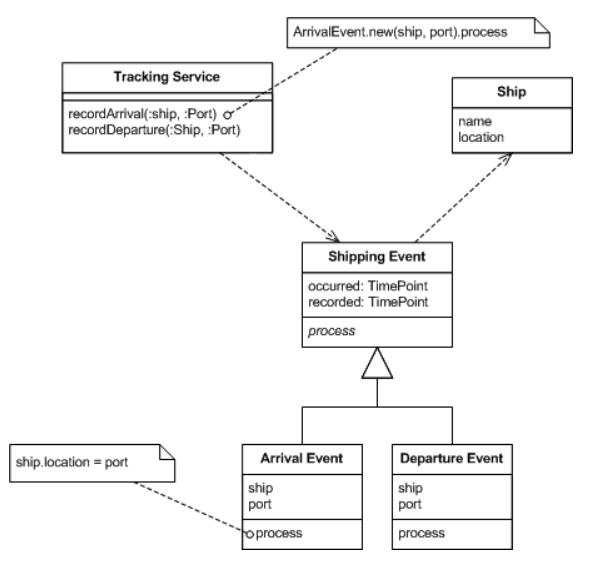 ArrivalEvent.new(ship, port).process
Tracking Service
recordArrival(:ship, :Port)
recordDeparture(:Ship, :Port)
Ship
name
location
Shipping Event
occurred: TimePoint
recorded: TimePoint
process
ship.location = port
Arrival Event
ship
port
process
Departure Event
ship
port
process